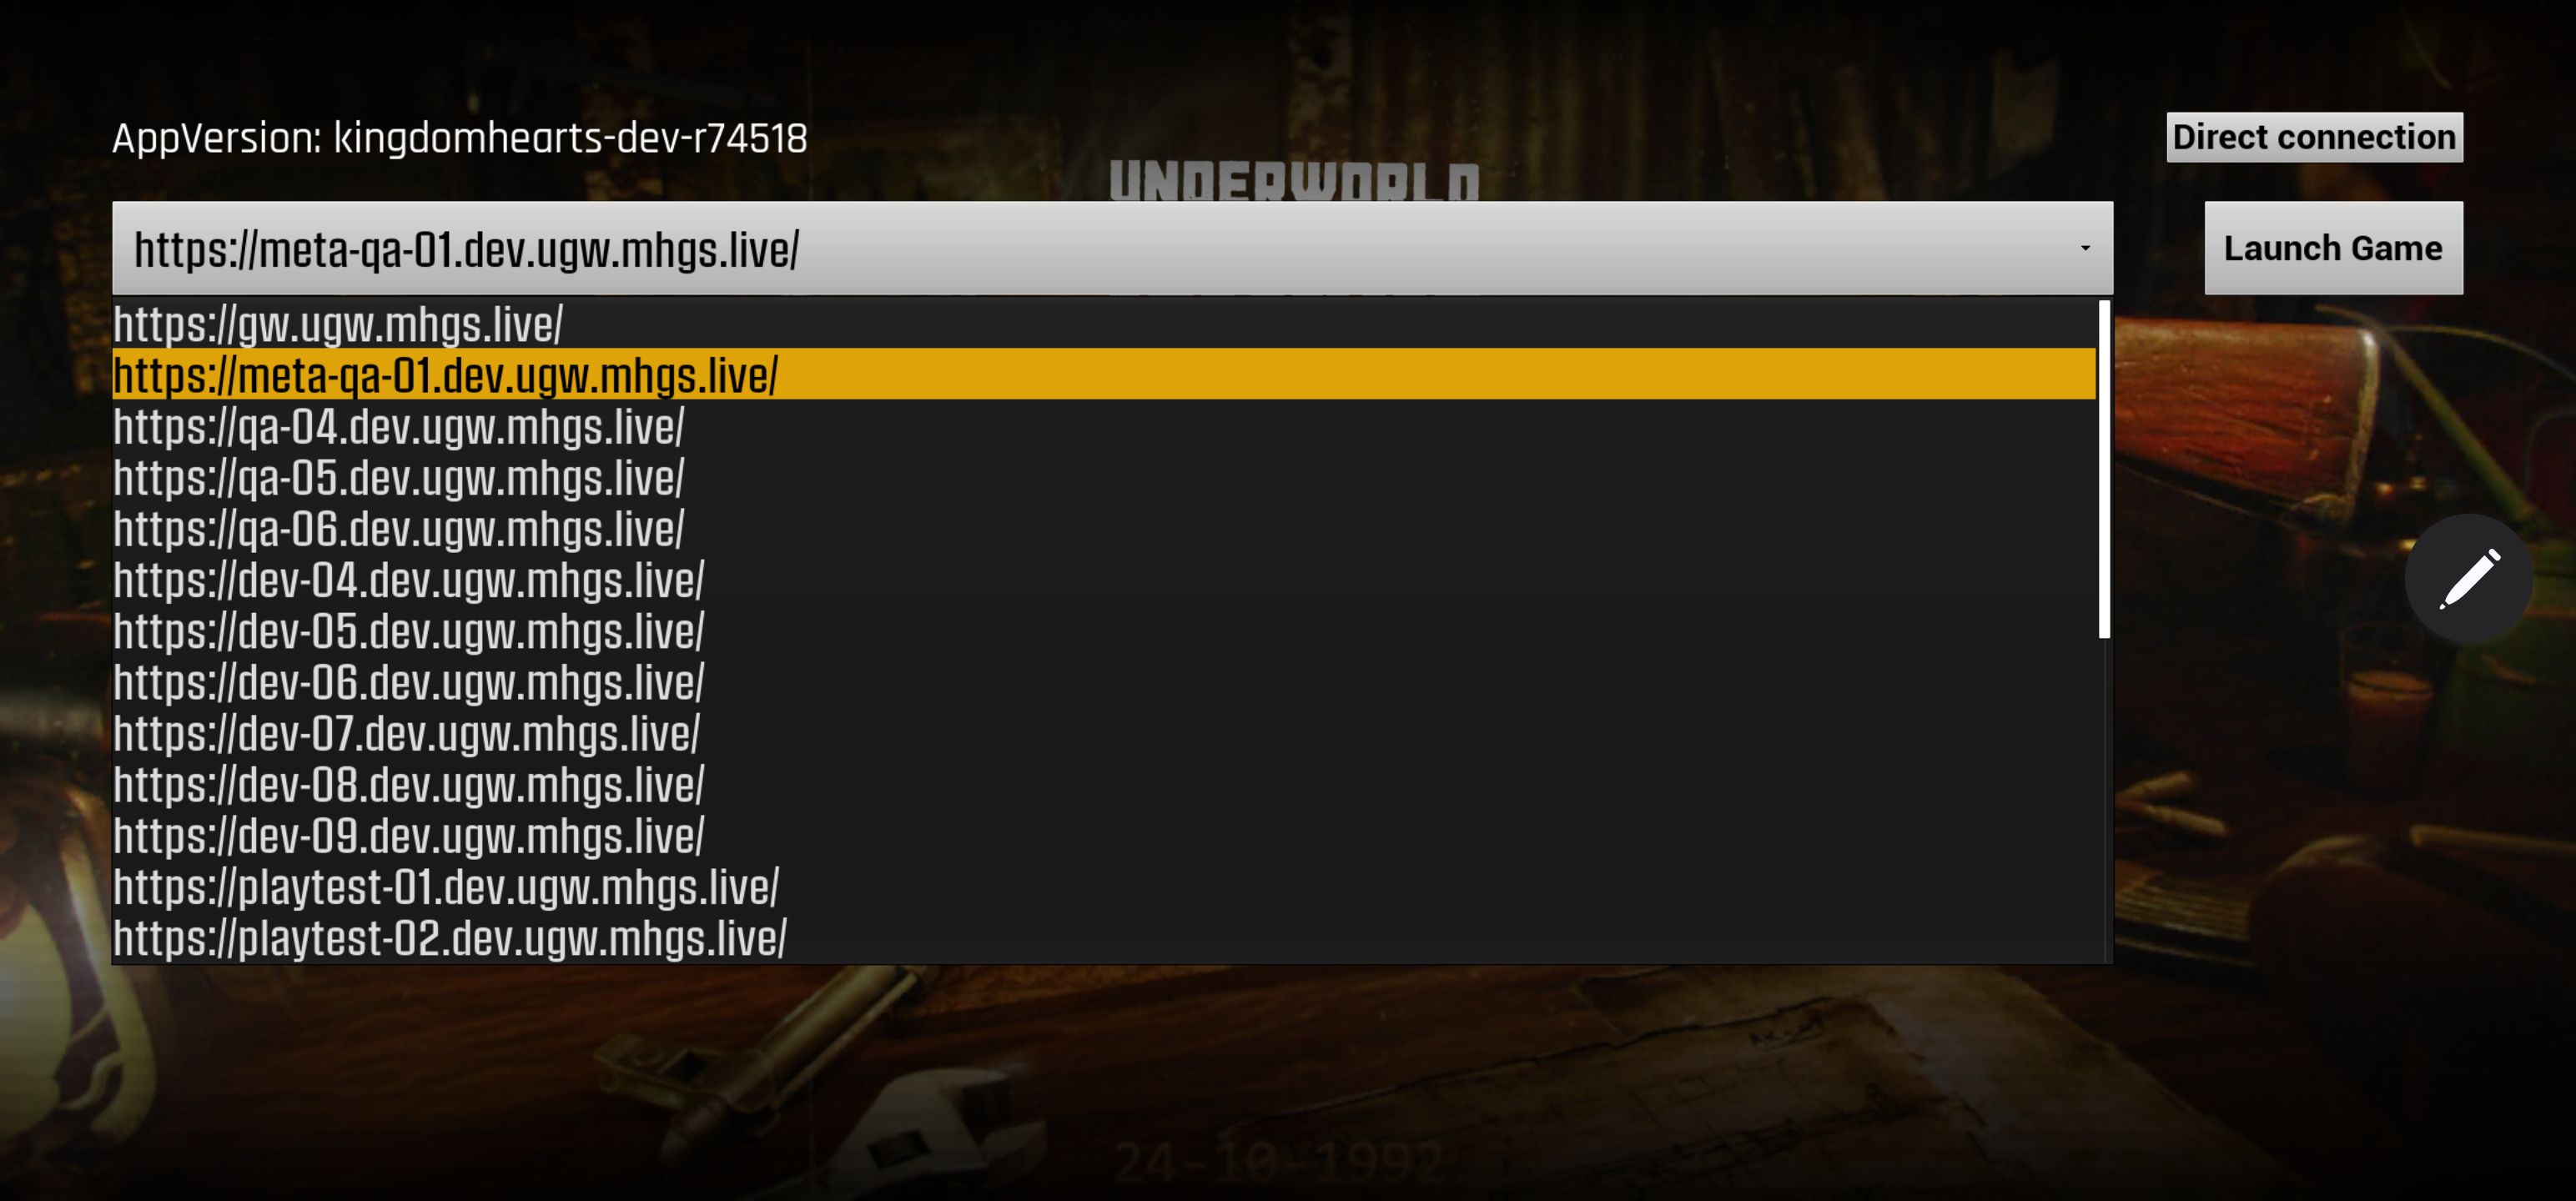 AppVersion: kingdomhearts-dev-r74518
Direct connection
UNDERWORLD
https://meta-qa-01.dev.ugw.mhgs.live/
Launch Game
https://gw.ugw.mhgs.live/
https://meta-qa-01.dev.ugw.mhgs.live/
https://qa-04.dev.ugw.mhgs.live/
https://qa-05.dev.ugw.mhgs.live/
https://qa-06.dev.ugw.mhgs.live/
https://dev-04.dev.ugw.mhgs.live/
https://dev-05.dev.ugw.mhgs.live/
https://dev-06.dev.ugw.mhgs.live/
https://dev-07.dev.ugw.mhgs.live/
https://dev-08.dev.ugw.mhgs.live/
https://dev-09.dev.ugw.mhgs.live/
https://playtest-01.dev.ugw.mhgs.live/
https://playtest-02.dev.ugw.mhgs.live/
24-10-1992